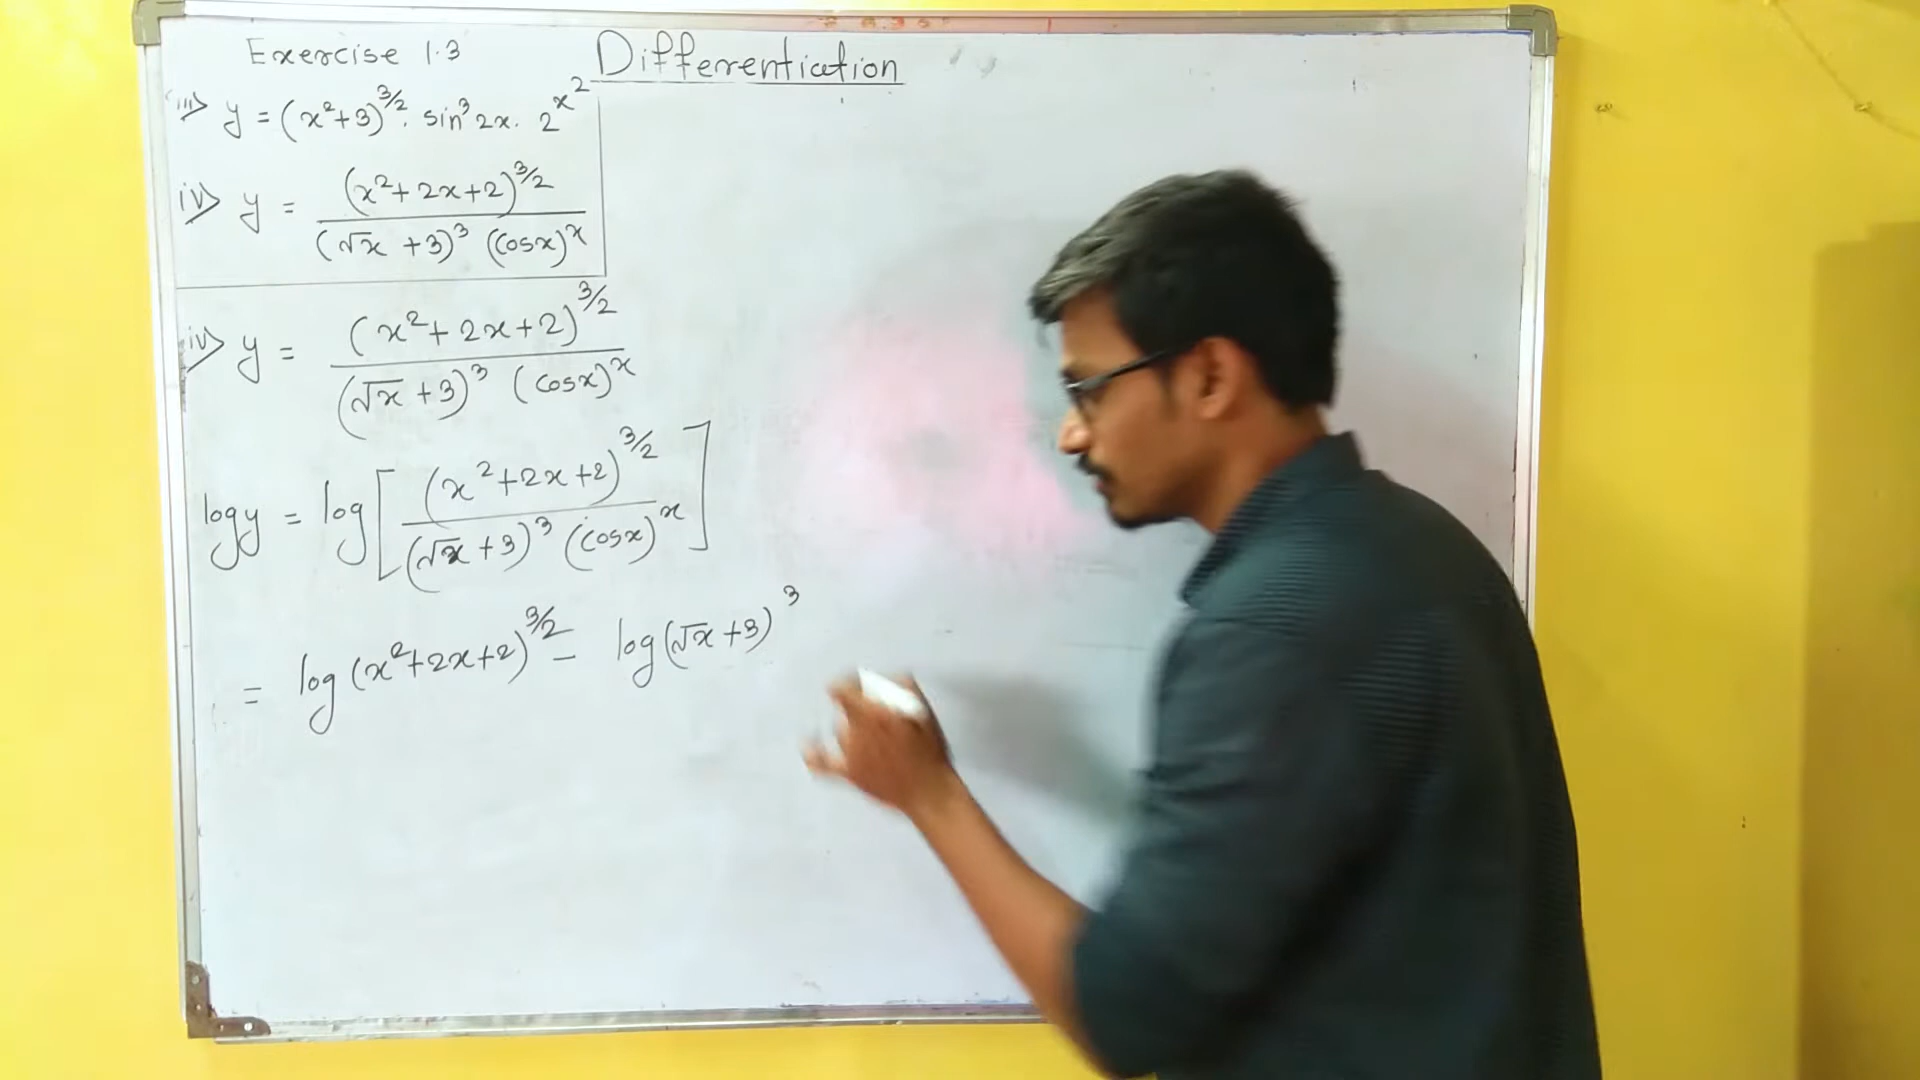 Exercise 1.3
Differentiation
iii> y = (x²+3)^3/2 . sin³2x . 2^x^2
iv> y = (x²+2x+2)^3/2
(√x +3)³ (cosx)^x
iv> y = (x²+2x+2)^3/2
(√x +3)³ (cosx)^x
logy = log[(x²+2x+2)^3/2
(√x +3)³ (cosx)^x]
= log(x²+2x+2)^3/2 - log(√x +3)³